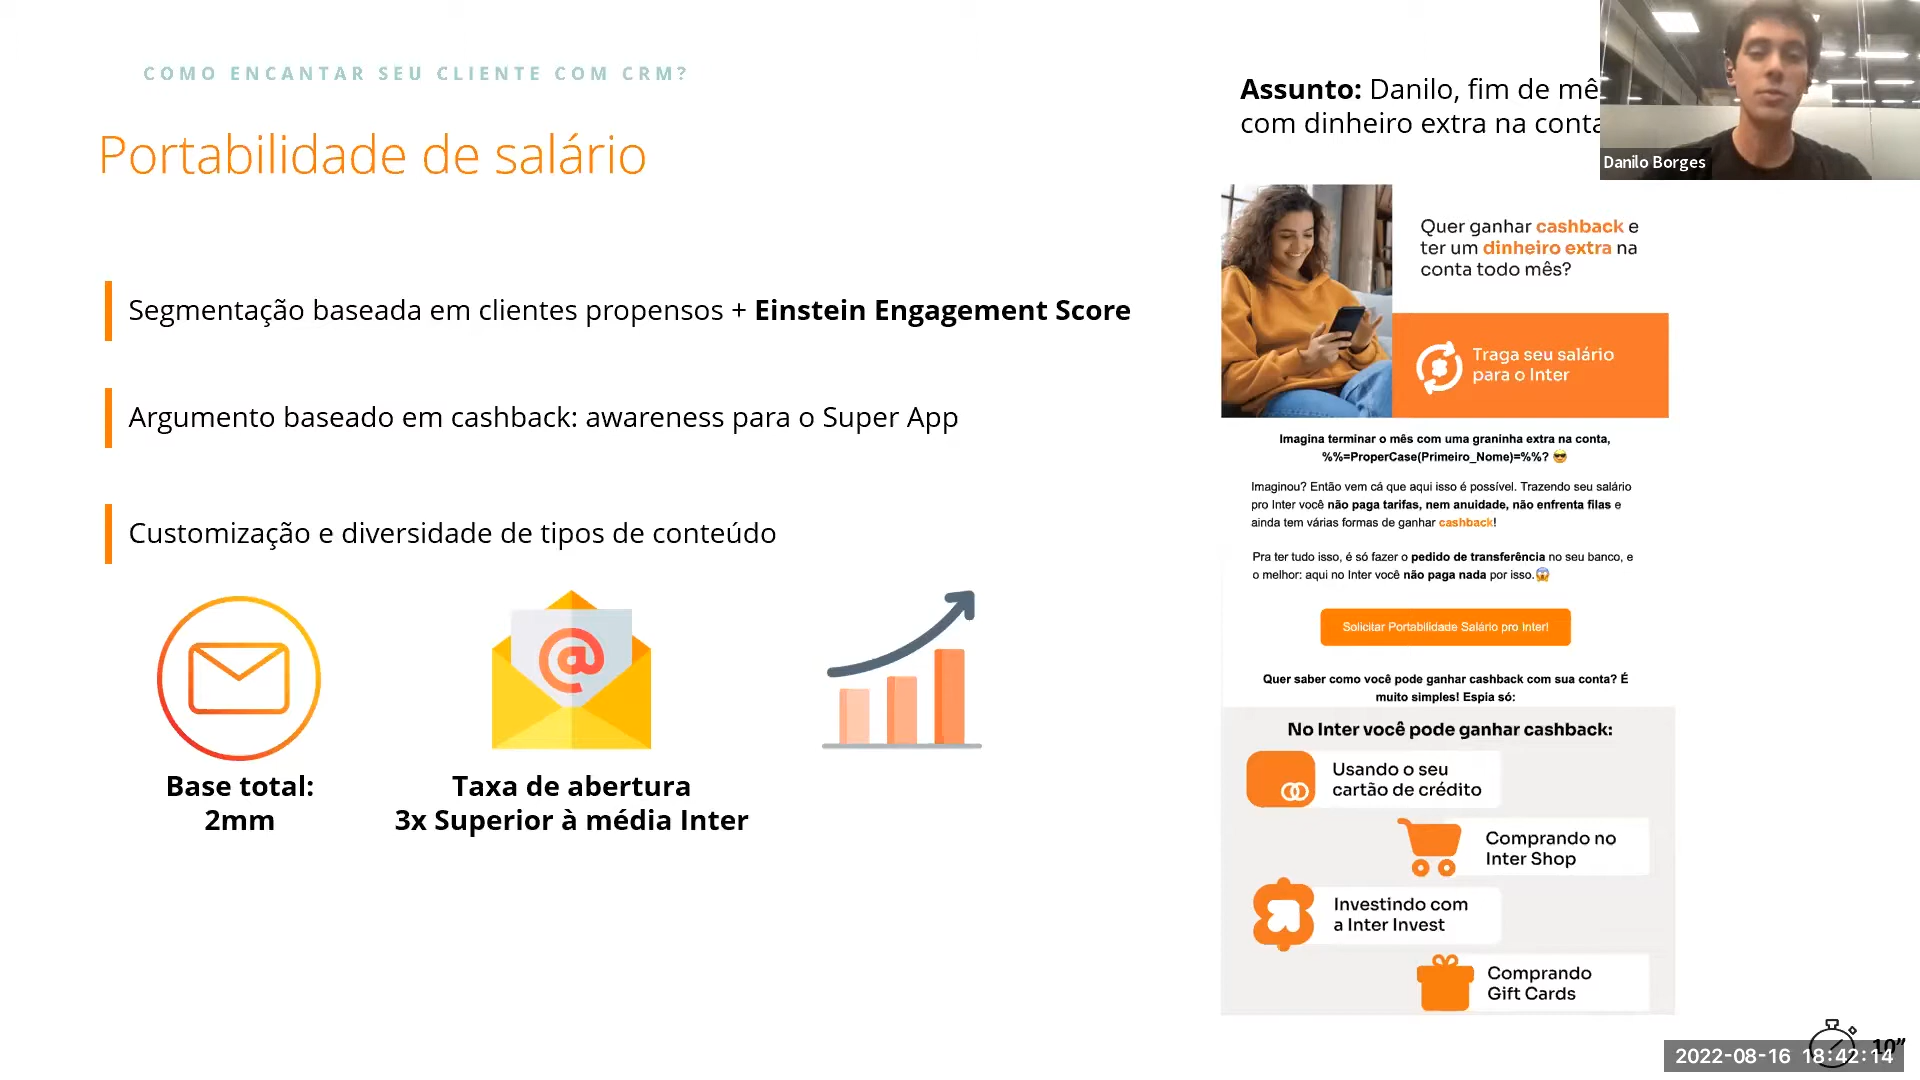 COMO ENCANTAR SEU CLIENTE COM CRM?
Portabilidade de salário
Segmentação baseada em clientes propensos + Einstein Engagement Score
Argumento baseado em cashback: awareness para o Super App
Customização e diversidade de tipos de conteúdo
Base total:
2mm
Taxa de abertura
3x Superior à média Inter
Assunto: Danilo, fim de mê
com dinheiro extra na conta
Danilo Borges
Quer ganhar cashback e
ter um dinheiro extra na
conta todo mês?
Traga seu salário
para o Inter
Imagina terminar o mês com uma graninha extra na conta,
%%=ProperCase(Primeiro_Nome)=%%? 😎
Imaginou? Então vem cá que aqui isso é possível. Trazendo seu salário
pro Inter você não paga tarifas, nem anuidade, não enfrenta filas e
ainda tem várias formas de ganhar cashback!
Pra ter tudo isso, é só fazer o pedido de transferência no seu banco, e
o melhor: aqui no Inter você não paga nada por isso.😱
Solicitar Portabilidade Salário pro Inter!
Quer saber como você pode ganhar cashback com sua conta? É
muito simples! Espia só:
No Inter você pode ganhar cashback:
Usando o seu
cartão de crédito
Comprando no
Inter Shop
Investindo com
a Inter Invest
Comprando
Gift Cards
10”
2022-08-16 18:42:14